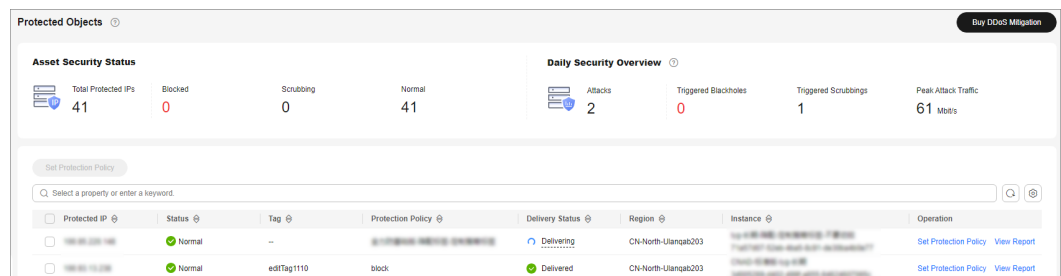 Protected Objects
Buy DDoS Mitigation
Asset Security Status
Daily Security Overview
Total Protected IPs Blocked Scrubbing Normal
41 0 0 41
Attacks Triggered Blackholes Triggered Scrubbings Peak Attack Traffic
2 0 1 61 Mbit/s
Set Protection Policy
Select a property or enter a keyword.
Protected IP Status Tag Protection Policy Delivery Status Region Instance Operation
Normal -- Delivering CN-North-Ulanqab203 Set Protection Policy View Report
Normal editTag1110 block Delivered CN-North-Ulanqab203 Set Protection Policy View Report